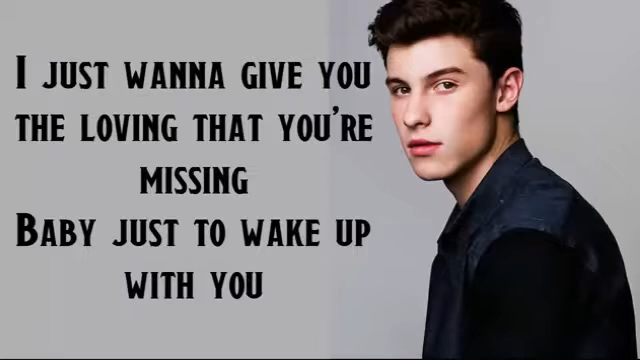 I just wanna give you
the loving that you're
missing
Baby just to wake up
with you